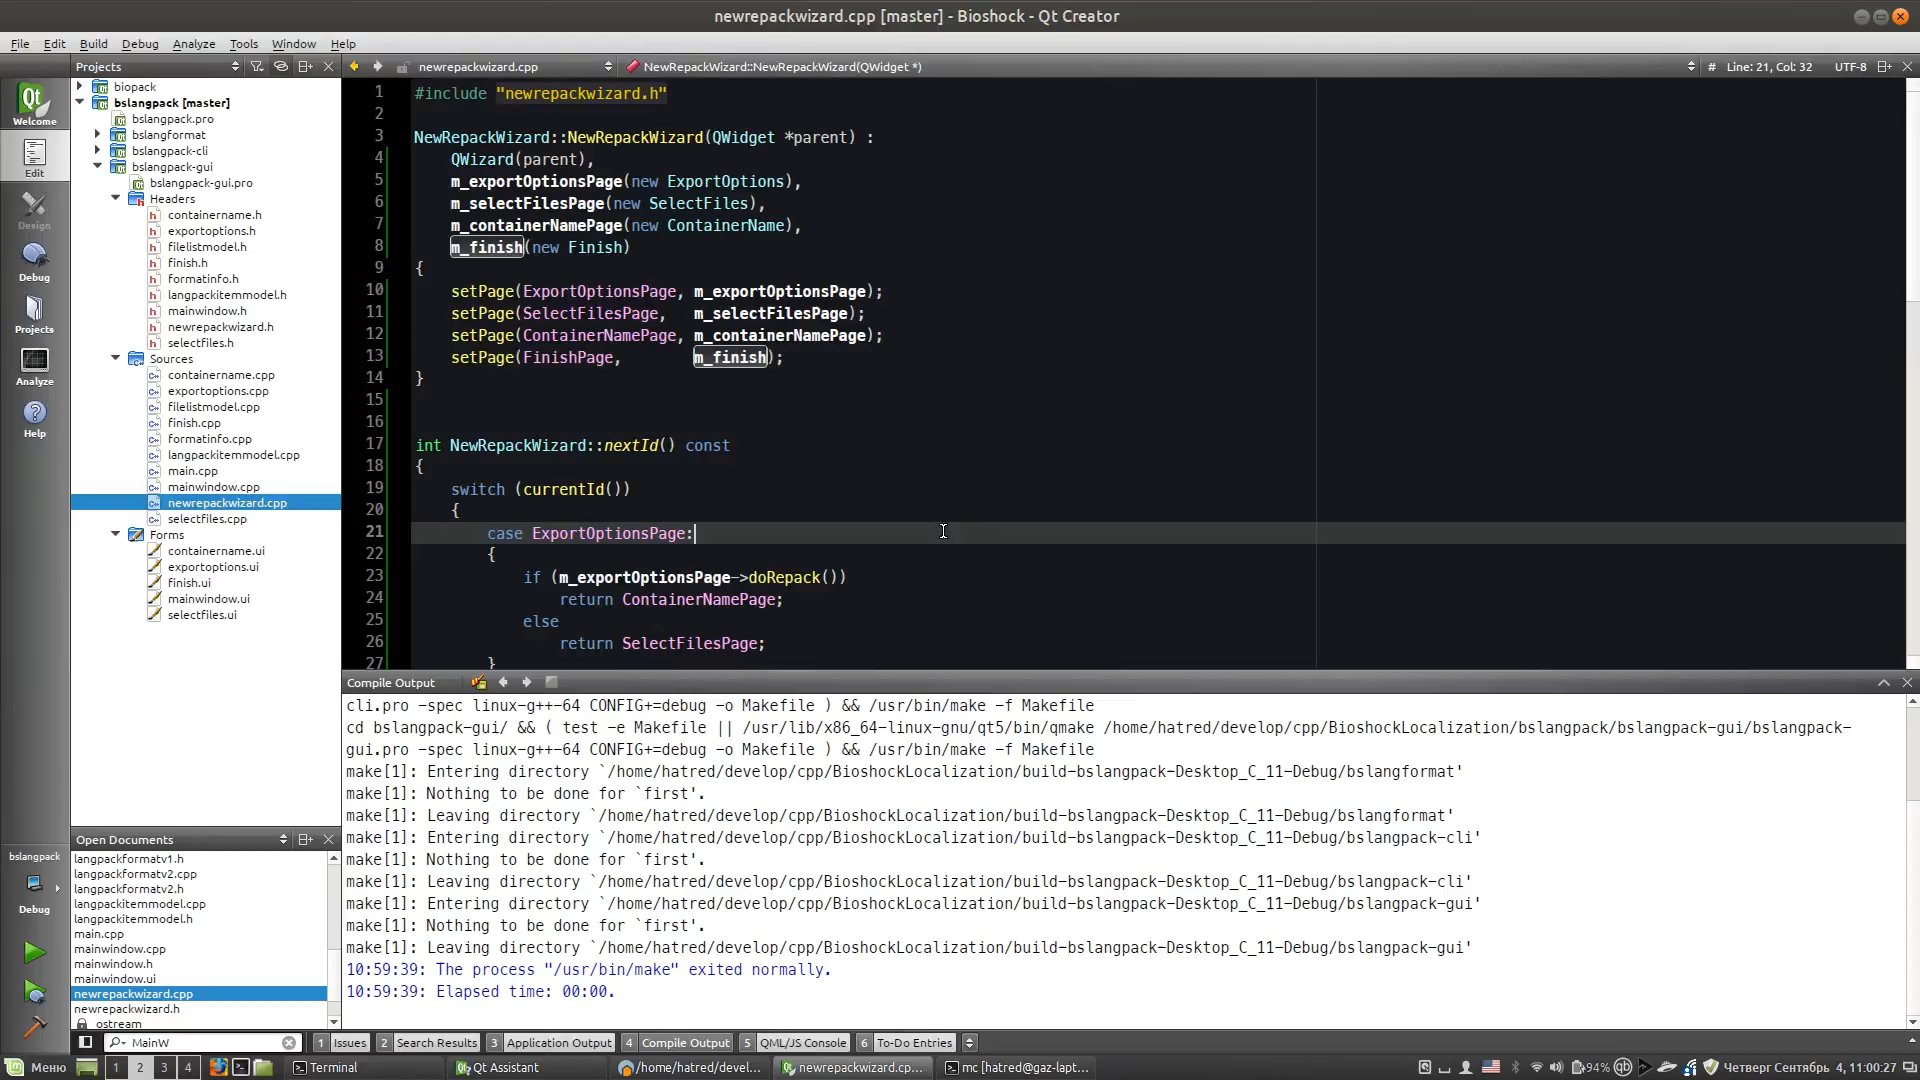 newrepackwizard.cpp [master] - Bioshock - Qt Creator
File Edit Build Debug Analyze Tools Window Help
Projects
newrepackwizard.cpp
NewRepackWizard::NewRepackWizard(QWidget *)
# Line: 21, Col: 32 UTF-8
Welcome
Edit
Design
Debug
Projects
Analyze
Help
biopack
bslangpack [master]
bslangpack.pro
bslangformat
bslangpack-cli
bslangpack-gui
bslangpack-gui.pro
Headers
containername.h
exportoptions.h
filelistmodel.h
finish.h
formatinfo.h
langpackitemmodel.h
mainwindow.h
newrepackwizard.h
selectfiles.h
Sources
containername.cpp
exportoptions.cpp
filelistmodel.cpp
finish.cpp
formatinfo.cpp
langpackitemmodel.cpp
main.cpp
mainwindow.cpp
newrepackwizard.cpp
selectfiles.cpp
Forms
containername.ui
exportoptions.ui
finish.ui
mainwindow.ui
selectfiles.ui
1 #include "newrepackwizard.h"
2
3 NewRepackWizard::NewRepackWizard(QWidget *parent) :
4 QWizard(parent),
5 m_exportOptionsPage(new ExportOptions),
6 m_selectFilesPage(new SelectFiles),
7 m_containerNamePage(new ContainerName),
8 m_finish(new Finish)
9 {
10 setPage(ExportOptionsPage, m_exportOptionsPage);
11 setPage(SelectFilesPage, m_selectFilesPage);
12 setPage(ContainerNamePage, m_containerNamePage);
13 setPage(FinishPage, m_finish);
14 }
15
16
17 int NewRepackWizard::nextId() const
18 {
19 switch (currentId())
20 {
21 case ExportOptionsPage:
22 {
23 if (m_exportOptionsPage->doRepack())
24 return ContainerNamePage;
25 else
26 return SelectFilesPage;
27 }
Open Documents
langpackformatv1.h
langpackformatv2.cpp
langpackformatv2.h
langpackitemmodel.cpp
langpackitemmodel.h
main.cpp
mainwindow.cpp
mainwindow.h
mainwindow.ui
newrepackwizard.cpp
newrepackwizard.h
ostream
bslangpack
Debug
Compile Output
cli.pro -spec linux-g++-64 CONFIG+=debug -o Makefile ) && /usr/bin/make -f Makefile
cd bslangpack-gui/ && ( test -e Makefile || /usr/lib/x86_64-linux-gnu/qt5/bin/qmake /home/hatred/develop/cpp/BioshockLocalization/bslangpack/bslangpack-gui/bslangpack-
gui.pro -spec linux-g++-64 CONFIG+=debug -o Makefile ) && /usr/bin/make -f Makefile
make[1]: Entering directory `/home/hatred/develop/cpp/BioshockLocalization/build-bslangpack-Desktop_C_11-Debug/bslangformat'
make[1]: Nothing to be done for `first'.
make[1]: Leaving directory `/home/hatred/develop/cpp/BioshockLocalization/build-bslangpack-Desktop_C_11-Debug/bslangformat'
make[1]: Entering directory `/home/hatred/develop/cpp/BioshockLocalization/build-bslangpack-Desktop_C_11-Debug/bslangpack-cli'
make[1]: Nothing to be done for `first'.
make[1]: Leaving directory `/home/hatred/develop/cpp/BioshockLocalization/build-bslangpack-Desktop_C_11-Debug/bslangpack-cli'
make[1]: Entering directory `/home/hatred/develop/cpp/BioshockLocalization/build-bslangpack-Desktop_C_11-Debug/bslangpack-gui'
make[1]: Nothing to be done for `first'.
make[1]: Leaving directory `/home/hatred/develop/cpp/BioshockLocalization/build-bslangpack-Desktop_C_11-Debug/bslangpack-gui'
10:59:39: The process "/usr/bin/make" exited normally.
10:59:39: Elapsed time: 00:00.
MainW 1 Issues 2 Search Results 3 Application Output 4 Compile Output 5 QML/JS Console 6 To-Do Entries
Меню 1 2 3 4 Terminal Qt Assistant /home/hatred/devel... newrepackwizard.cp... mc [hatred@gaz-lapt... 94% Четверг Сентябрь 4, 11:00:27